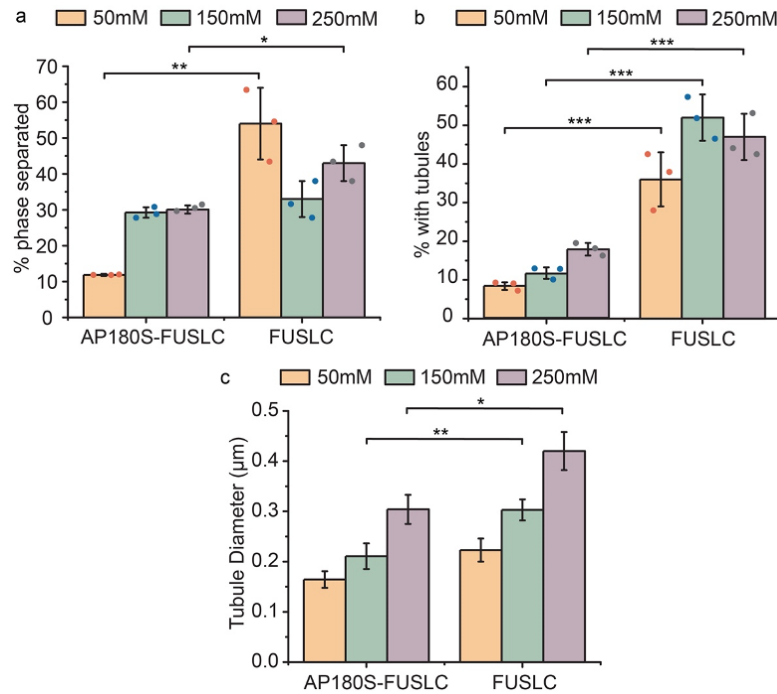 a
50mM 150mM 250mM
*
**
70
60
50
40
30
20
10
0
% phase separated
AP180S-FUSLC FUSLC
b
50mM 150mM 250mM
***
***
***
60
50
40
30
20
10
0
% with tubules
AP180S-FUSLC FUSLC
c
50mM 150mM 250mM
*
**
0.5
0.4
0.3
0.2
0.1
0.0
Tubule Diameter (μm)
AP180S-FUSLC FUSLC